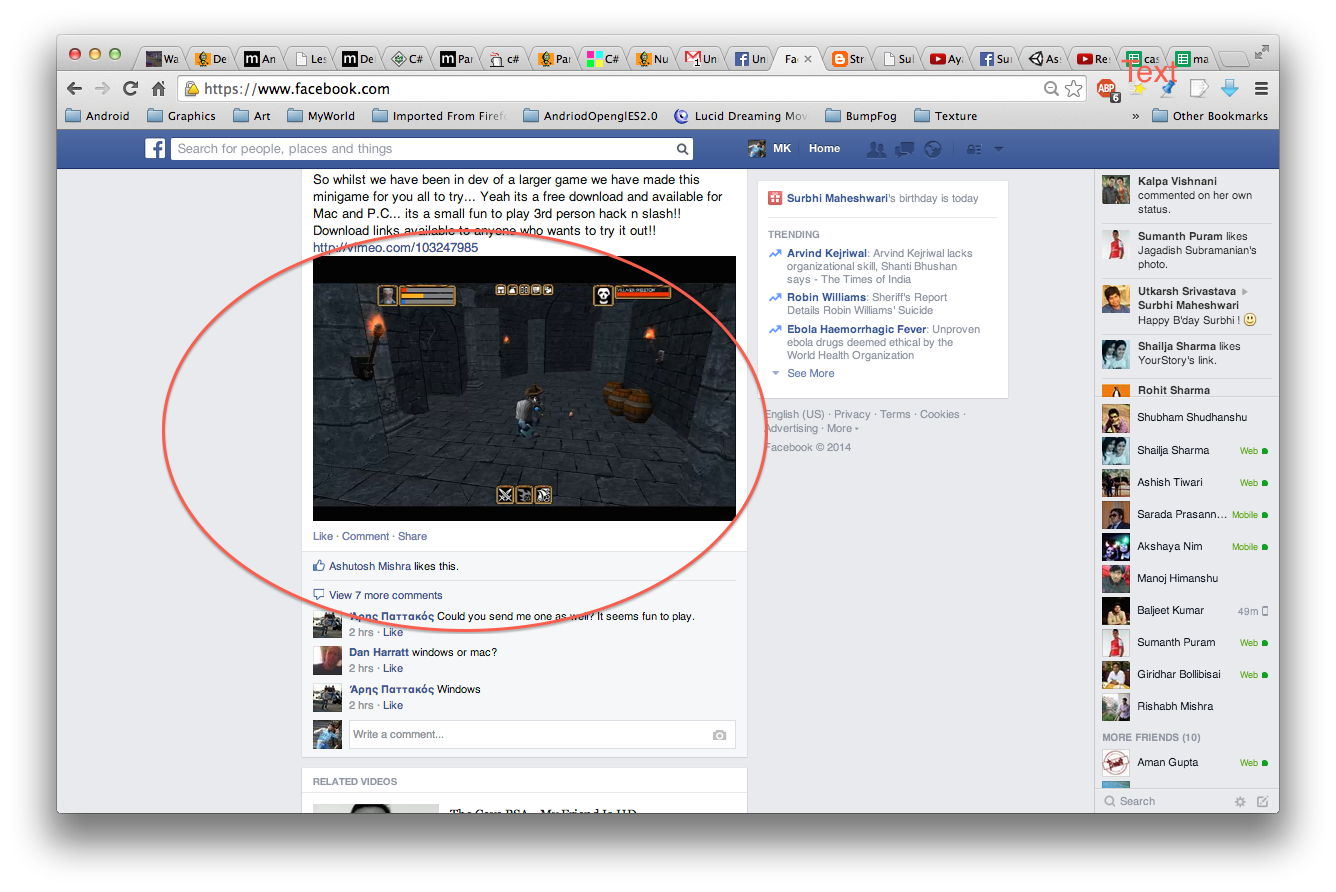 Wa
De
An
Les
De
C#
Par
c#
Par
C#
Nu
Un
Un
Fa
Str
Sul
Aya
Sur
As
Re
cas
ma
Text
https://www.facebook.com
ABP
6
Android
Graphics
Art
MyWorld
Imported From Firef
AndriodOpenglES2.0
Lucid Dreaming Mov
BumpFog
Texture
»
Other Bookmarks
Search for people, places and things
MK
Home
So whilst we have been in dev of a larger game we have made this
minigame for you all to try... Yeah its a free download and available for
Mac and P.C... its a small fun to play 3rd person hack n slash!!
Download links available to anyone who wants to try it out!!
http://vimeo.com/103247985
Like · Comment · Share
Ashutosh Mishra likes this.
View 7 more comments
Άρης Παττακός Could you send me one as well? It seems fun to play.
2 hrs · Like
Dan Harratt windows or mac?
2 hrs · Like
Άρης Παττακός Windows
2 hrs · Like
Write a comment...
RELATED VIDEOS
Surbhi Maheshwari's birthday is today
TRENDING
Arvind Kejriwal: Arvind Kejriwal lacks
organizational skill, Shanti Bhushan
says - The Times of India
Robin Williams: Sheriff's Report
Details Robin Williams' Suicide
Ebola Haemorrhagic Fever: Unproven
ebola drugs deemed ethical by the
World Health Organization
See More
English (US) · Privacy · Terms · Cookies ·
Advertising · More
Facebook © 2014
Kalpa Vishnani
commented on her own
status.
Sumanth Puram likes
Jagadish Subramanian's
photo.
Utkarsh Srivastava
Surbhi Maheshwari
Happy B'day Surbhi !
Shailja Sharma likes
YourStory's link.
Rohit Sharma
Shubham Shudhanshu
Shailja Sharma Web
Ashish Tiwari Web
Sarada Prasann... Mobile
Akshaya Nim Mobile
Manoj Himanshu
Baljeet Kumar 49m
Sumanth Puram Web
Giridhar Bollibisai Web
Rishabh Mishra
MORE FRIENDS (10)
Aman Gupta Web
Search